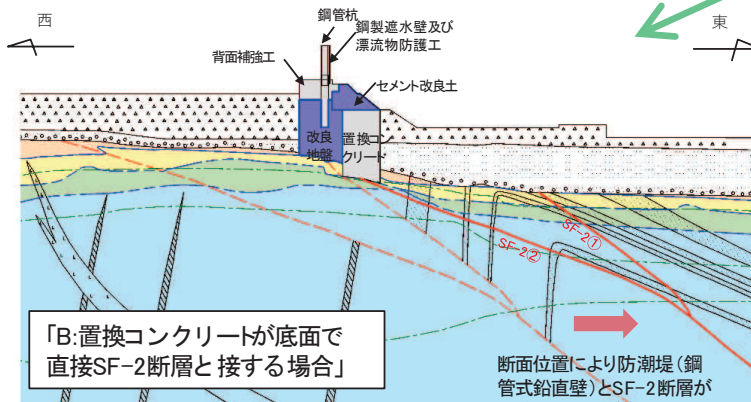 西
東
鋼管杭
鋼製遮水壁及び
漂流物防護工
背面補強工
セメント改良土
改良
地盤
置換コン
クリート
SF-2①
SF-2②
「B:置換コンクリートが底面で
直接SF-2断層と接する場合」
断面位置により防潮堤(鋼
管式鉛直壁)とSF-2断層が